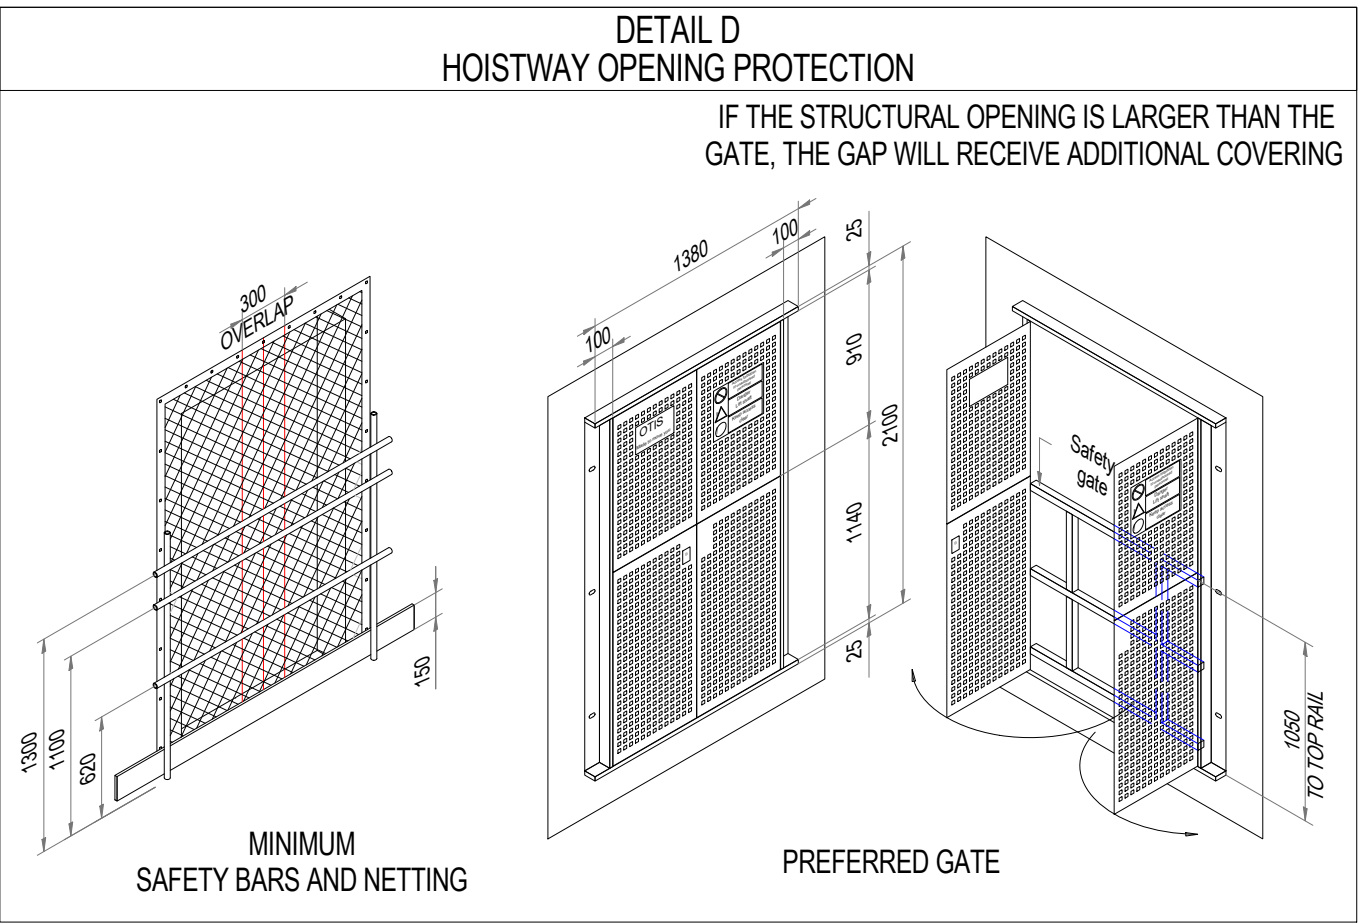 DETAIL D
HOISTWAY OPENING PROTECTION
IF THE STRUCTURAL OPENING IS LARGER THAN THE
GATE, THE GAP WILL RECEIVE ADDITIONAL COVERING
300
OVERLAP
1300
1100
620
150
MINIMUM
SAFETY BARS AND NETTING
1380
100
100
25
910
2100
1140
25
OTIS
Safety
gate
1050
TO TOP RAIL
PREFERRED GATE